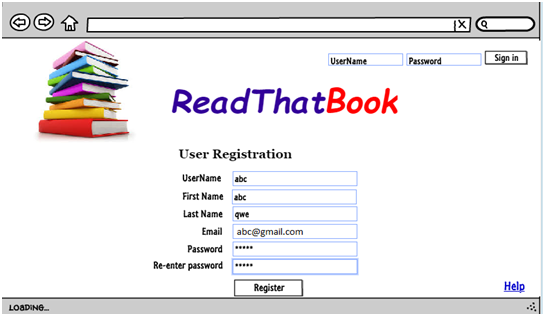 X
UserName Password Sign in
ReadThatBook
User Registration
UserName abc
First Name abc
Last Name qwe
Email abc@gmail.com
Password *****
Re-enter password *****
Register
Help
LOADING...